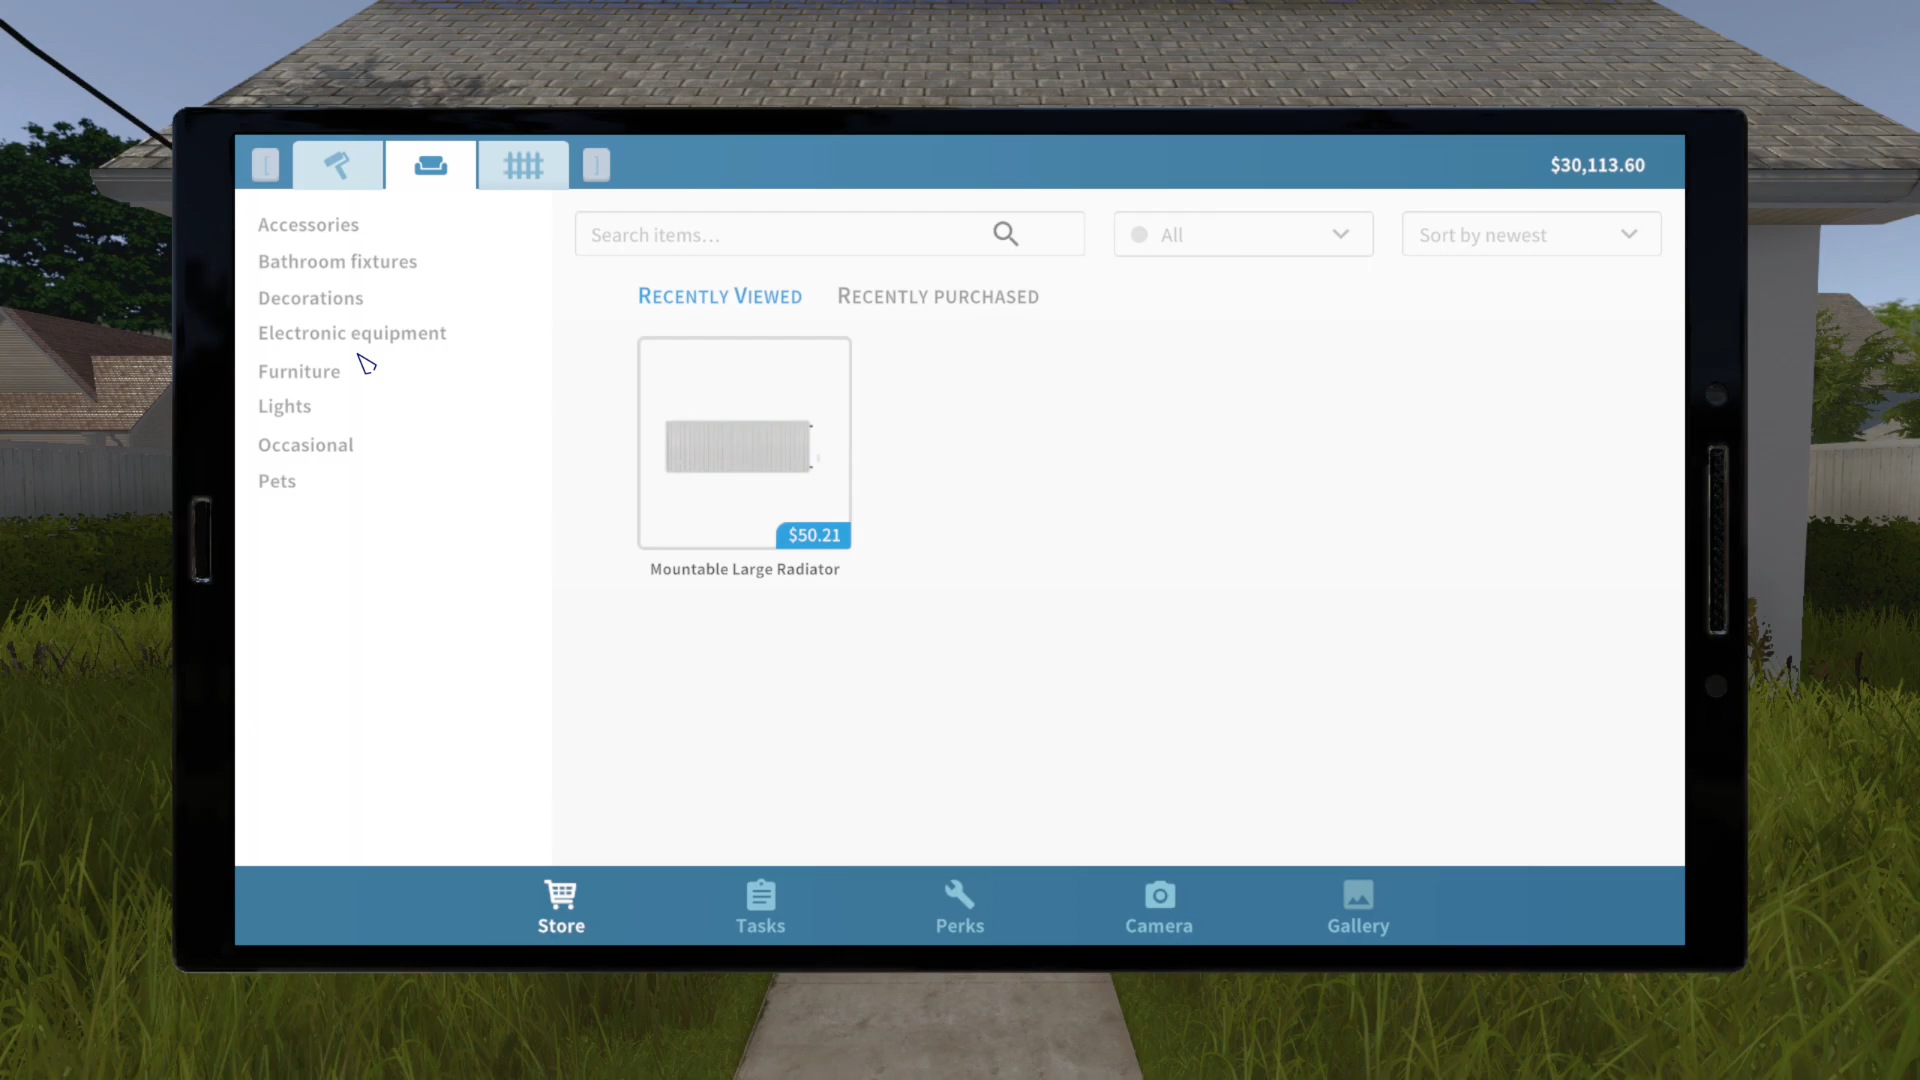 [
]
$30,113.60
Accessories
Bathroom fixtures
Decorations
Electronic equipment
Furniture
Lights
Occasional
Pets
Search items...
All
Sort by newest
RECENTLY VIEWED
RECENTLY PURCHASED
$50.21
Mountable Large Radiator
Store
Tasks
Perks
Camera
Gallery